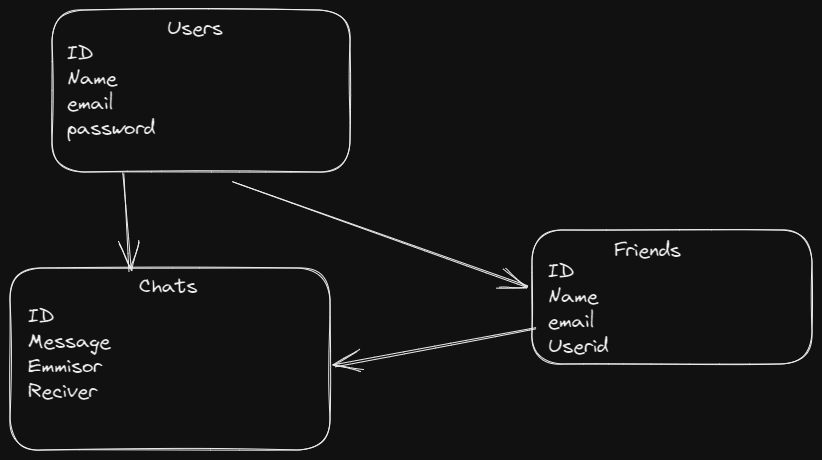 Users
ID
Name
email
password
Chats
ID
Message
Emmisor
Reciver
Friends
ID
Name
email
Userid